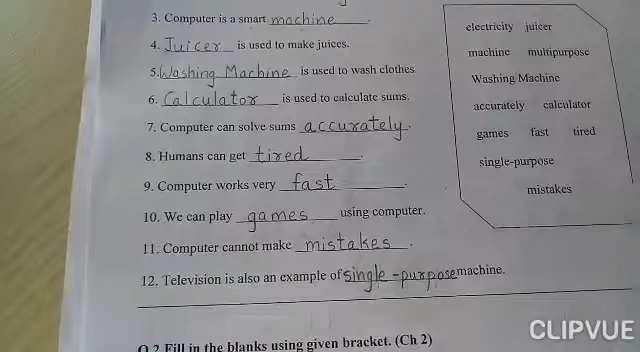 3. Computer is a smart machine.
4. Juicer is used to make juices.
5. Washing Machine is used to wash clothes
6. Calculator is used to calculate sums.
7. Computer can solve sums accurately.
8. Humans can get tired.
9. Computer works very fast.
10. We can play games using computer.
11. Computer cannot make mistakes.
12. Television is also an example of single-purpose machine.
electricity juicer
machine multipurpose
Washing Machine
accurately calculator
games fast tired
single-purpose
mistakes
Q.2 Fill in the blanks using given bracket. (Ch 2)
CLIPVUE